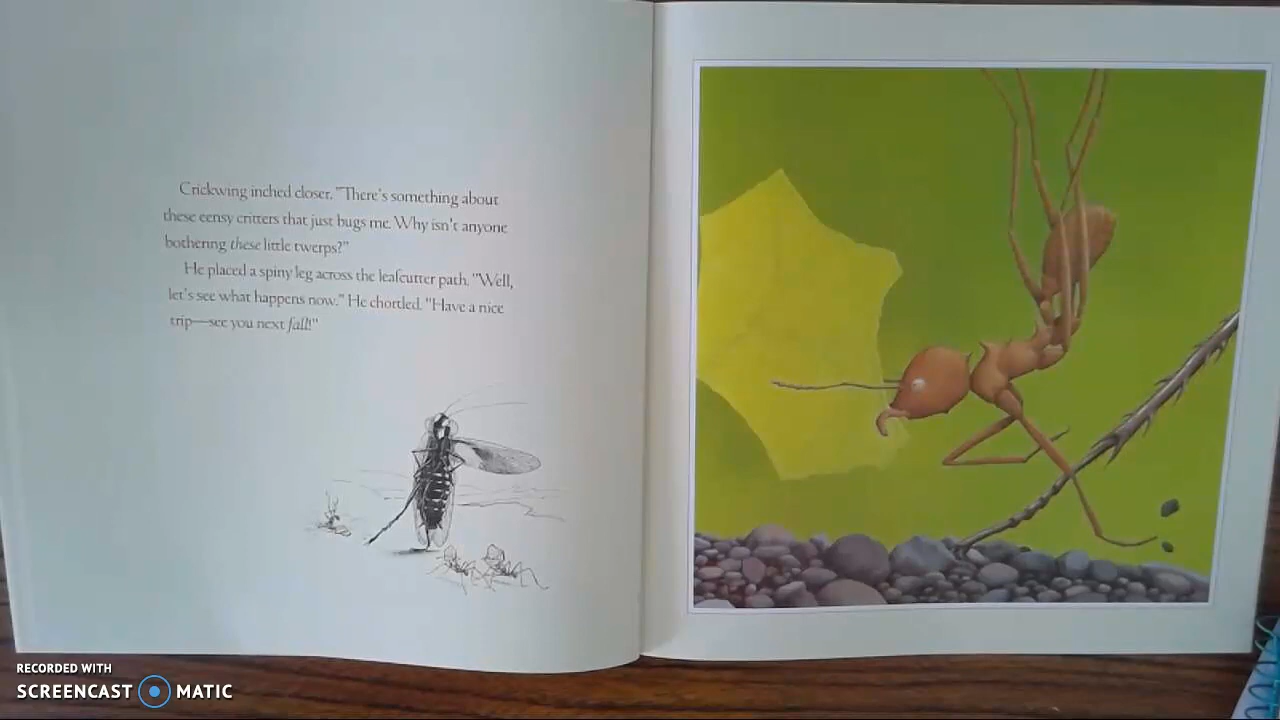 Crickwing inched closer. "There's something about
these eensy critters that just bugs me. Why isn't anyone
bothering these little twerps?"
He placed a spiny leg across the leafcutter path. "Well,
let's see what happens now." He chortled. "Have a nice
trip—see you next fall!"
RECORDED WITH
SCREENCAST MATIC